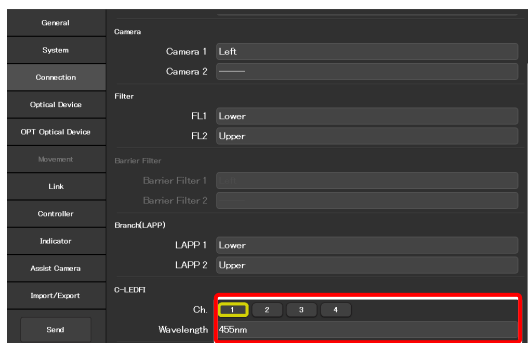 General
System
Connection
Optical Device
OPT Optical Device
Movement
Link
Controller
Indicator
Assist Camera
Import/Export
Send
Camera
Camera 1 Left
Camera 2
Filter
FL1 Lower
FL2 Upper
Barrier Filter
Barrier Filter 1
Barrier Filter 2
Branch(LAPP)
LAPP 1 Lower
LAPP 2 Upper
C-LEDFI
Ch. 1 2 3 4
Wavelength 455nm